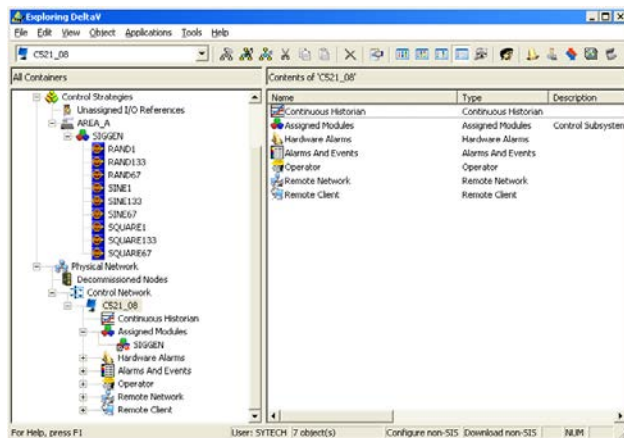 Exploring DeltaV
File Edit View Object Applications Tools Help
C521_08
All Containers
Contents of 'C521_08'
Control Strategies
Unassigned I/O References
AREA_A
SIGGEN
RAND1
RAND133
RAND67
SINE1
SINE133
SINE67
SQUARE1
SQUARE133
SQUARE67
Physical Network
Decommissioned Nodes
Control Network
C521_08
Continuous Historian
Assigned Modules
SIGGEN
Hardware Alarms
Alarms And Events
Operator
Remote Network
Remote Client
Name Type Description
Continuous Historian Continuous Historian
Assigned Modules Assigned Modules Control Subsystem
Hardware Alarms Hardware Alarms
Alarms And Events Alarms And Events
Operator Operator
Remote Network Remote Network
Remote Client Remote Client
For Help, press F1 User: SYTECH 7 object(s) Configure non-SIS Download non-SIS NUM